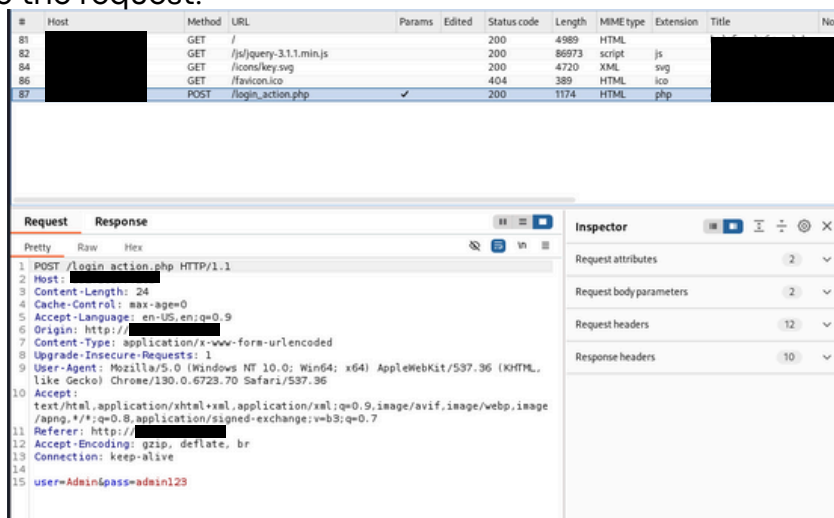 o the request.
# Host Method URL Params Edited Status code Length MIME type Extension Title No
81 GET / 200 4989 HTML
82 GET /js/jquery-3.1.1.min.js 200 86973 script js
84 GET /icons/key.svg 200 4720 XML svg
86 GET /favicon.ico 404 389 HTML ico
87 POST /login_action.php ✓ 200 1174 HTML php
Request Response
Pretty Raw Hex
\n
1 POST /login_action.php HTTP/1.1
2 Host:
3 Content-Length: 24
4 Cache-Control: max-age=0
5 Accept-Language: en-US,en;q=0.9
6 Origin: http://
7 Content-Type: application/x-www-form-urlencoded
8 Upgrade-Insecure-Requests: 1
9 User-Agent: Mozilla/5.0 (Windows NT 10.0; Win64; x64) AppleWebKit/537.36 (KHTML,
like Gecko) Chrome/130.0.6723.70 Safari/537.36
10 Accept:
text/html,application/xhtml+xml,application/xml;q=0.9,image/avif,image/webp,image
/apng,*/*;q=0.8,application/signed-exchange;v=b3;q=0.7
11 Referer: http://
12 Accept-Encoding: gzip, deflate, br
13 Connection: keep-alive
14
15 user=Admin&pass=admin123
Inspector
Request attributes 2
Request body parameters 2
Request headers 12
Response headers 10